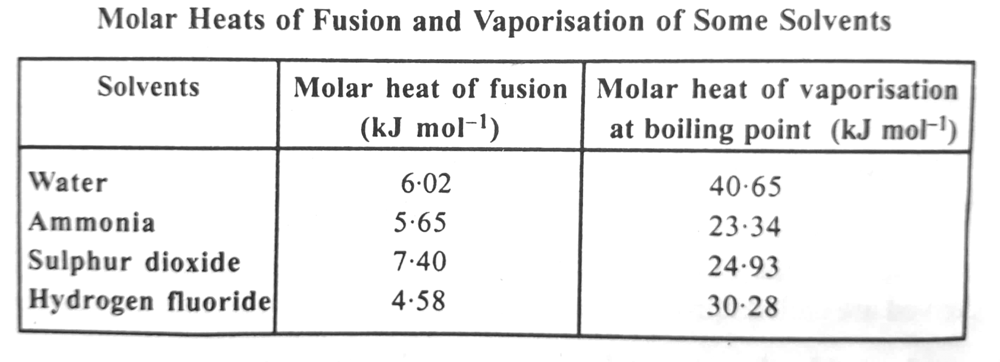 Molar Heats of Fusion and Vaporisation of Some Solvents
Solvents Molar heat of fusion Molar heat of vaporisation
(kJ mol⁻¹) at boiling point (kJ mol⁻¹)
Water 6·02 40·65
Ammonia 5·65 23·34
Sulphur dioxide 7·40 24·93
Hydrogen fluoride 4·58 30·28